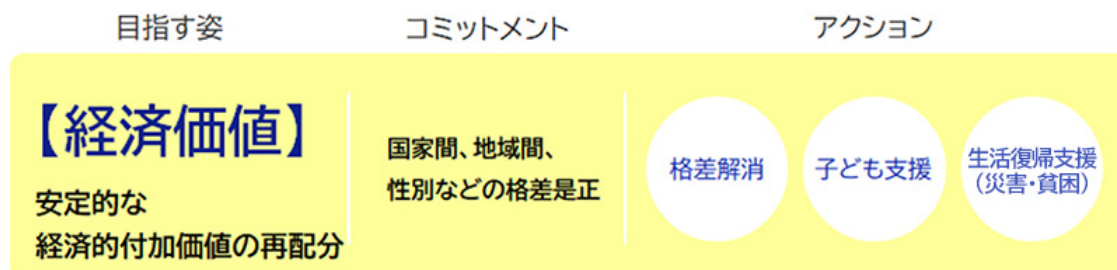 目指す姿
コミットメント
アクション
【経済価値】
安定的な
経済的付加価値の再配分
国家間、地域間、
性別などの格差是正
格差解消
子ども支援
生活復帰支援
（災害・貧困）